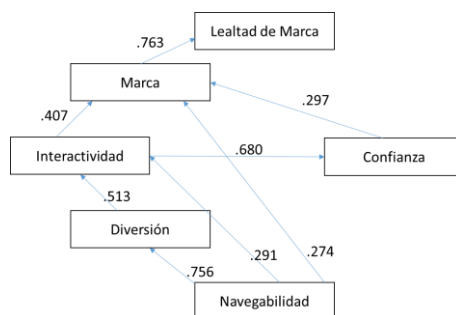 Lealtad de Marca
.763
Marca
.407
.297
Interactividad
.680
Confianza
.513
Diversión
.291
.274
.756
Navegabilidad